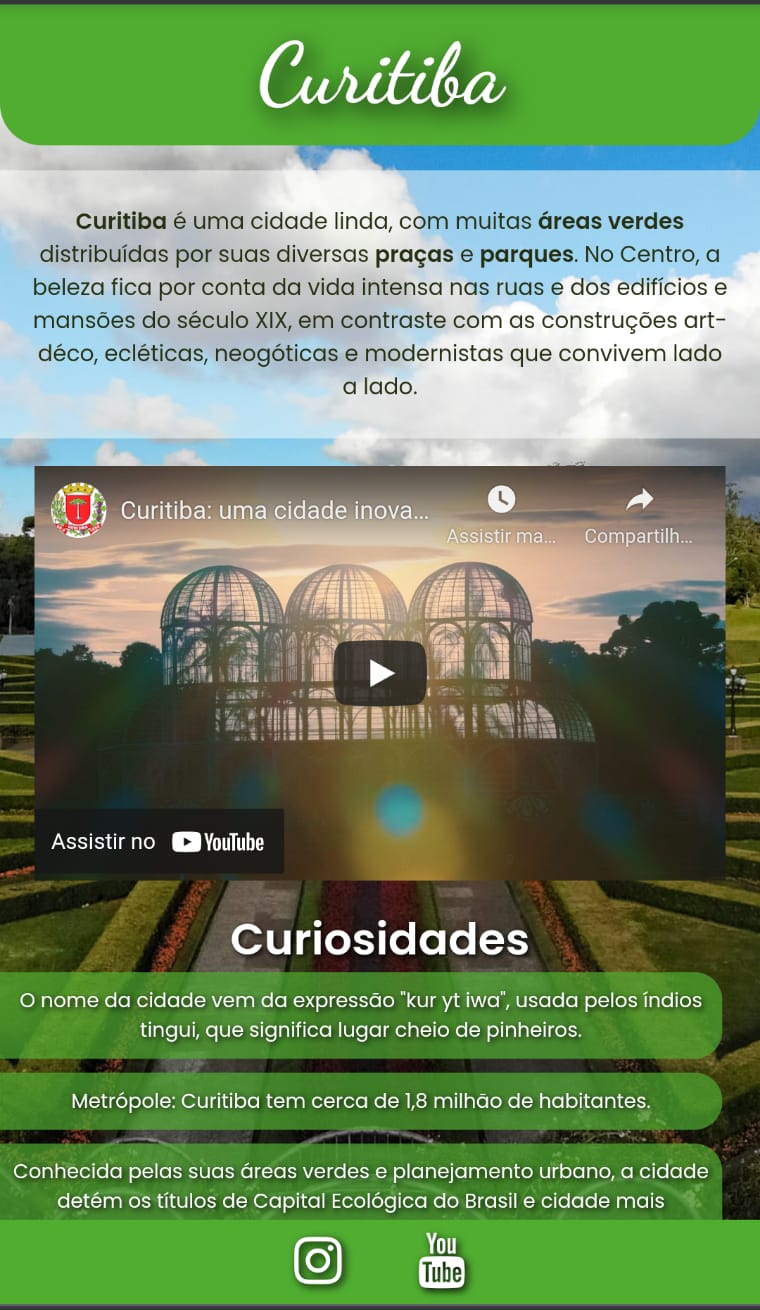 Curitiba
Curitiba é uma cidade linda, com muitas áreas verdes
distribuídas por suas diversas praças e parques. No Centro, a
beleza fica por conta da vida intensa nas ruas e dos edifícios e
mansões do século XIX, em contraste com as construções art-
déco, ecléticas, neogóticas e modernistas que convivem lado
a lado.
Curitiba: uma cidade inova...
Assistir ma...
Compartilh...
Assistir no YouTube
Curiosidades
O nome da cidade vem da expressão "kur yt iwa", usada pelos índios
tingui, que significa lugar cheio de pinheiros.
Metrópole: Curitiba tem cerca de 1,8 milhão de habitantes.
Conhecida pelas suas áreas verdes e planejamento urbano, a cidade
detém os títulos de Capital Ecológica do Brasil e cidade mais
You
Tube